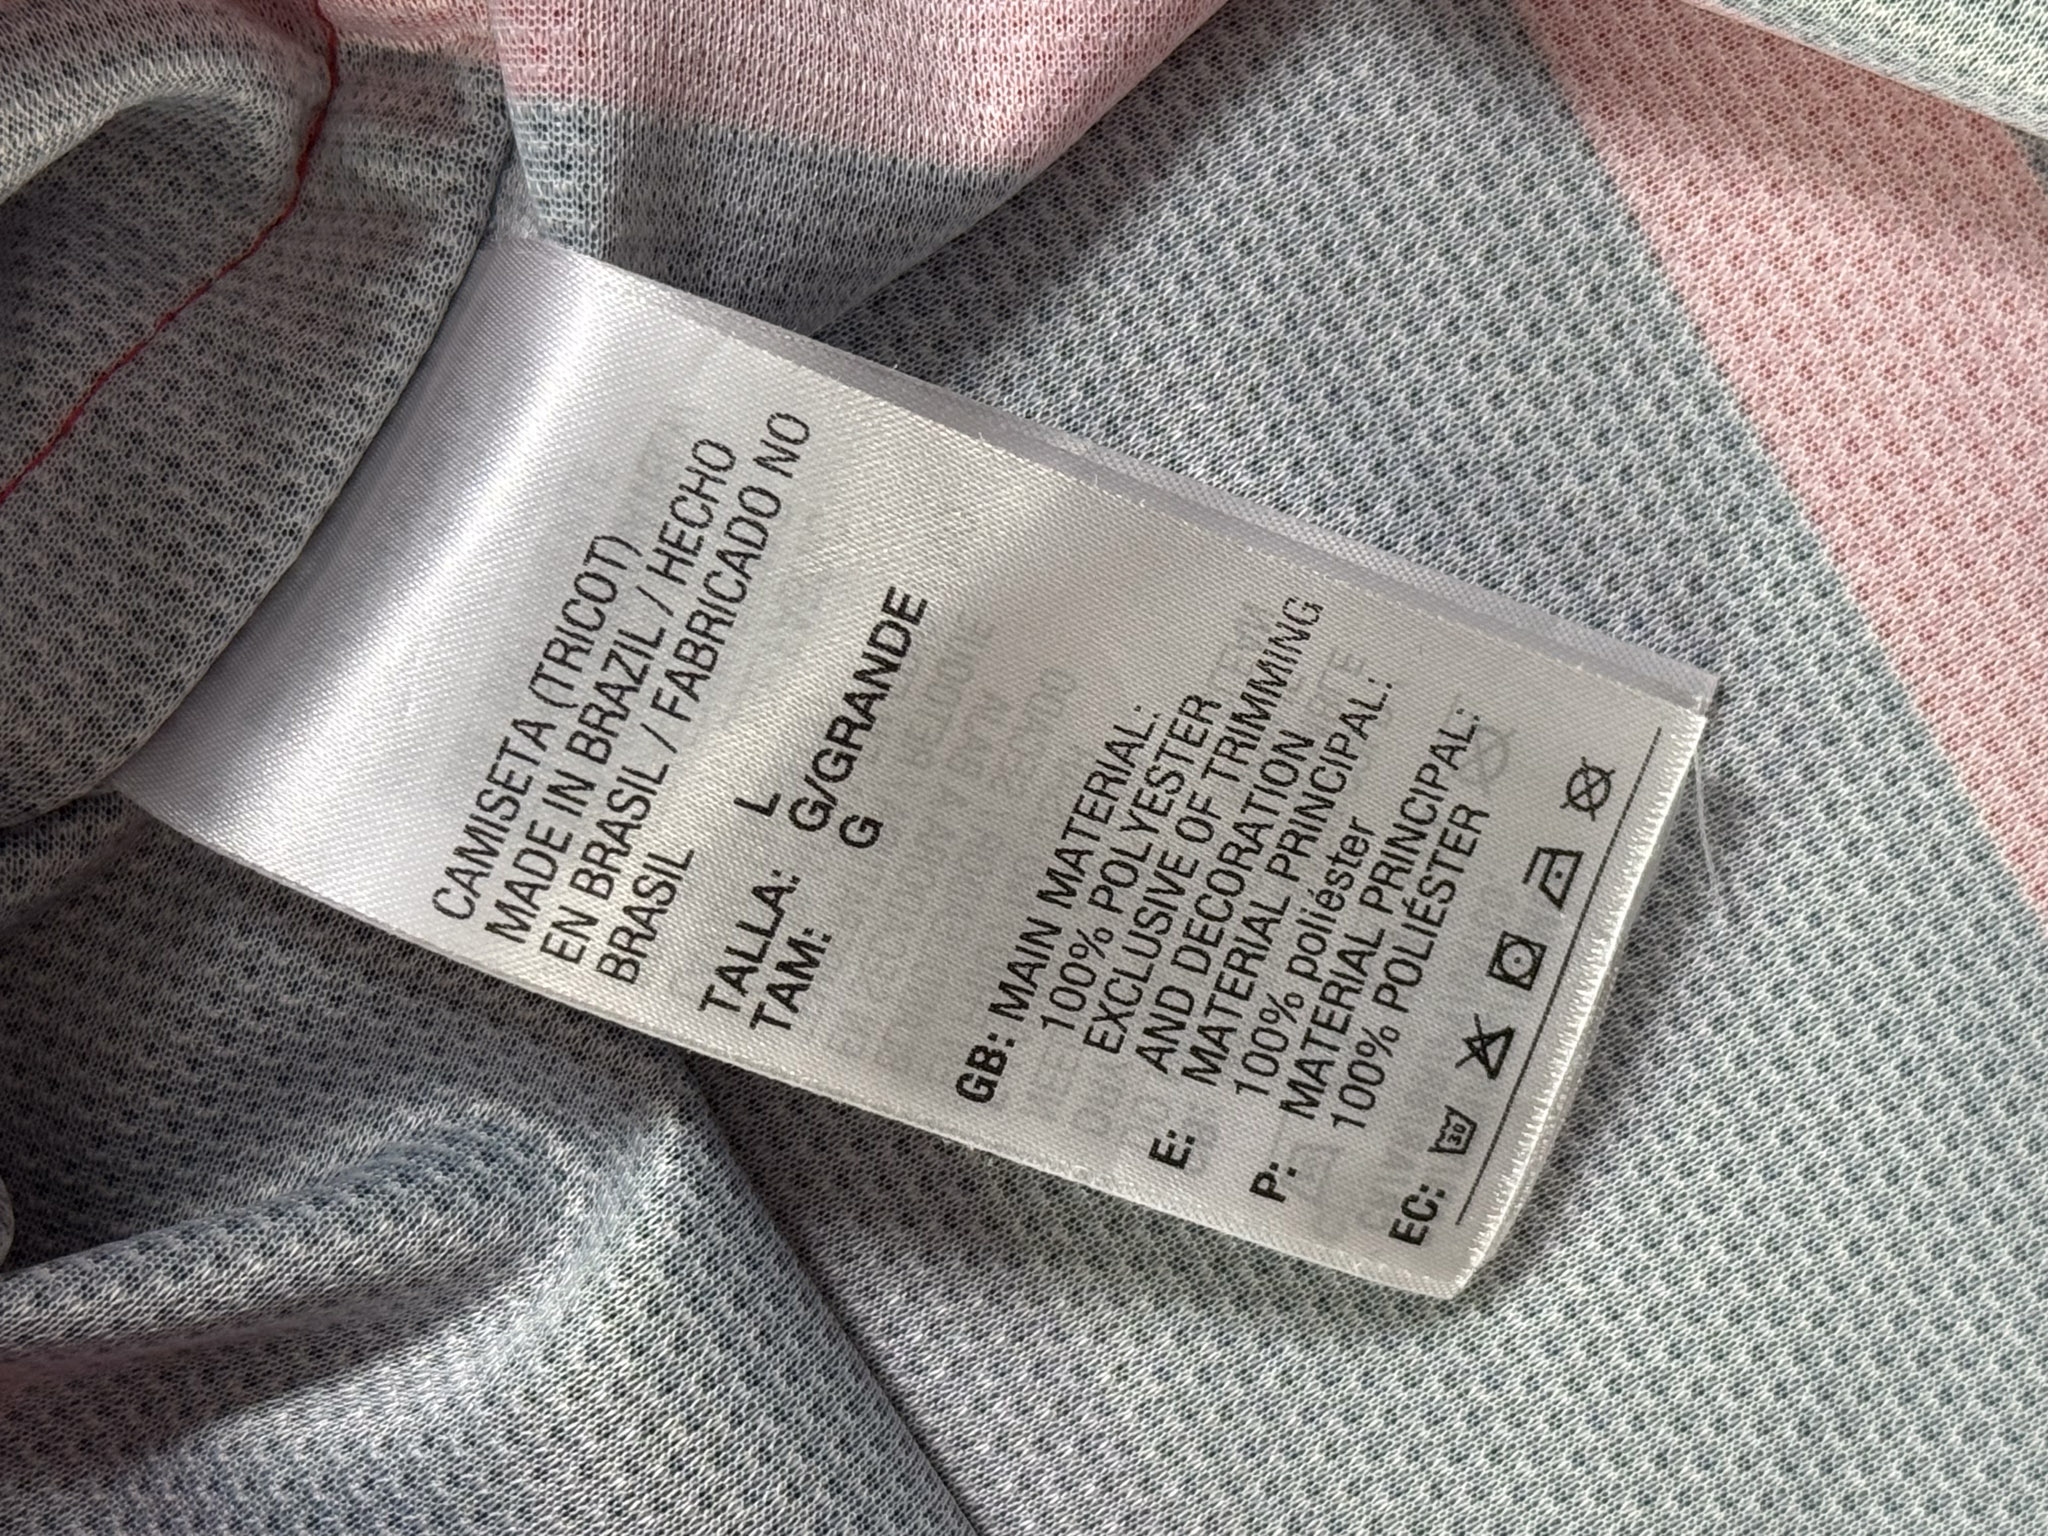 CAMISETA (TRICOT)
MADE IN BRAZIL / HECHO
EN BRASIL / FABRICADO NO
BRASIL
L
TALLA: G/GRANDE
TAM: G
GB: MAIN MATERIAL:
100% POLYESTER
EXCLUSIVE OF TRIMMING
AND DECORATION
E: MATERIAL PRINCIPAL:
100% poliéster
P: MATERIAL PRINCIPAL:
100% POLIÉSTER
EC: 30